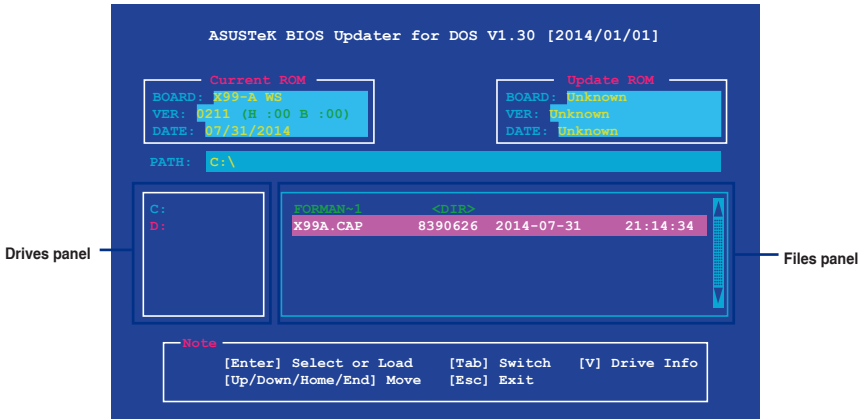 ASUSTeK BIOS Updater for DOS V1.30 [2014/01/01]
Current ROM
BOARD: X99-A WS
VER: 0211 (H :00 B :00)
DATE: 07/31/2014
Update ROM
BOARD: Unknown
VER: Unknown
DATE: Unknown
PATH: C:\
C:
D:
FORMAN~1 <DIR>
X99A.CAP 8390626 2014-07-31 21:14:34
Drives panel
Files panel
Note
[Enter] Select or Load [Tab] Switch [V] Drive Info
[Up/Down/Home/End] Move [Esc] Exit